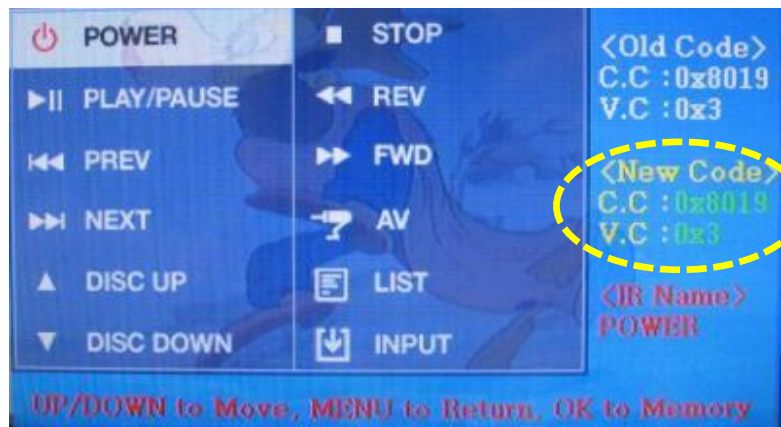 POWER
PLAY/PAUSE
PREV
NEXT
DISC UP
DISC DOWN
STOP
REV
FWD
AV
LIST
INPUT
<Old Code>
C.C :0x8019
V.C :0x3
<New Code>
C.C :0x8019
V.C :0x3
<IR Name>
POWER
UP/DOWN to Move, MENU to Return, OK to Memory